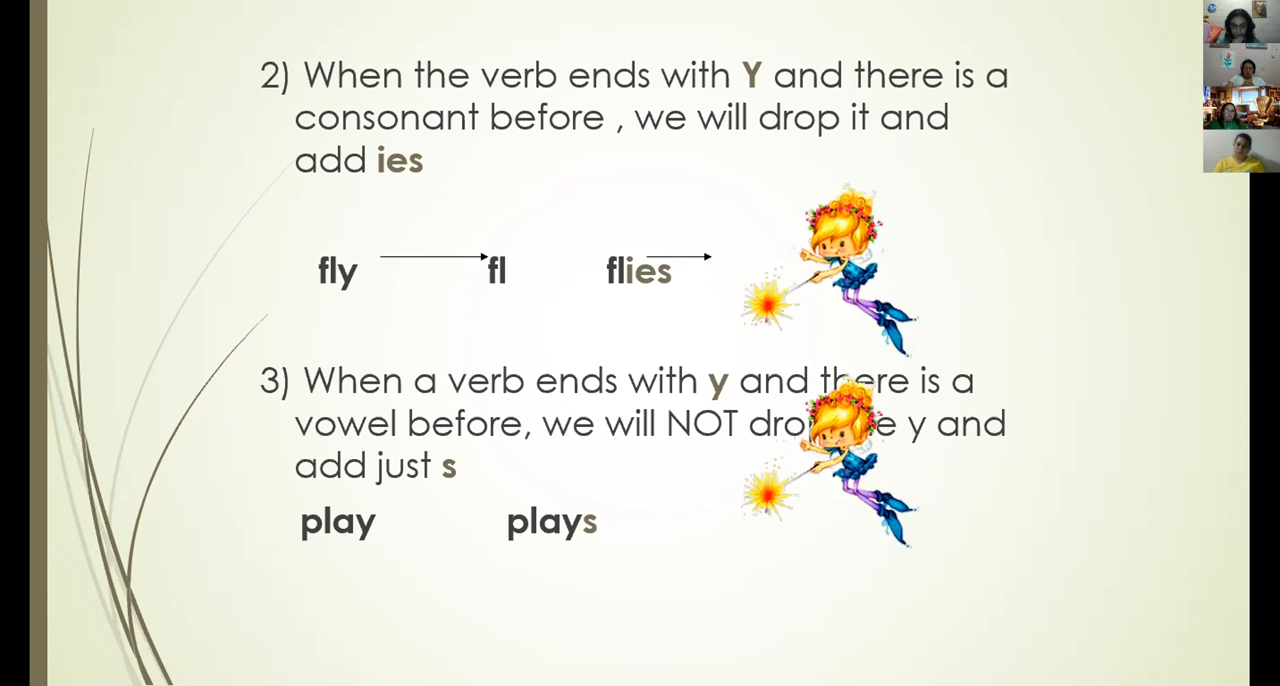 2) When the verb ends with Y and there is a
consonant before , we will drop it and
add ies
fly fl flies
3) When a verb ends with y and there is a
vowel before, we will NOT y and
add just s
play plays